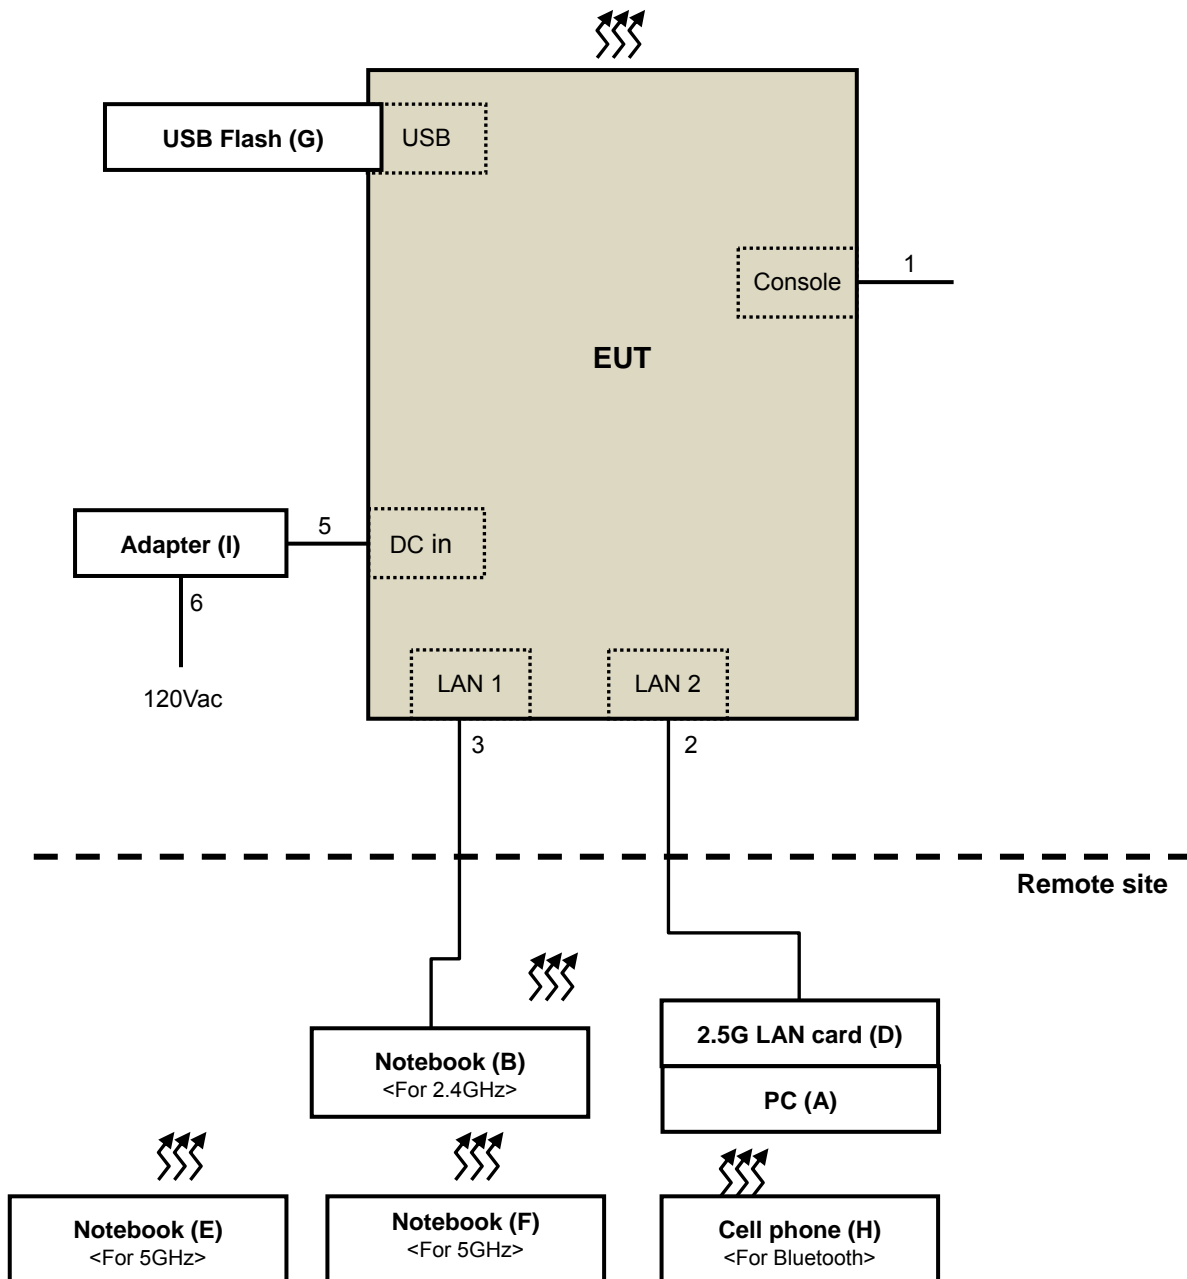 USB Flash (G)
USB
Console
1
EUT
Adapter (I)
5
DC in
6
120Vac
LAN 1
LAN 2
3
2
Remote site
2.5G LAN card (D)
Notebook (B)
<For 2.4GHz>
PC (A)
Notebook (E)
<For 5GHz>
Notebook (F)
<For 5GHz>
Cell phone (H)
<For Bluetooth>